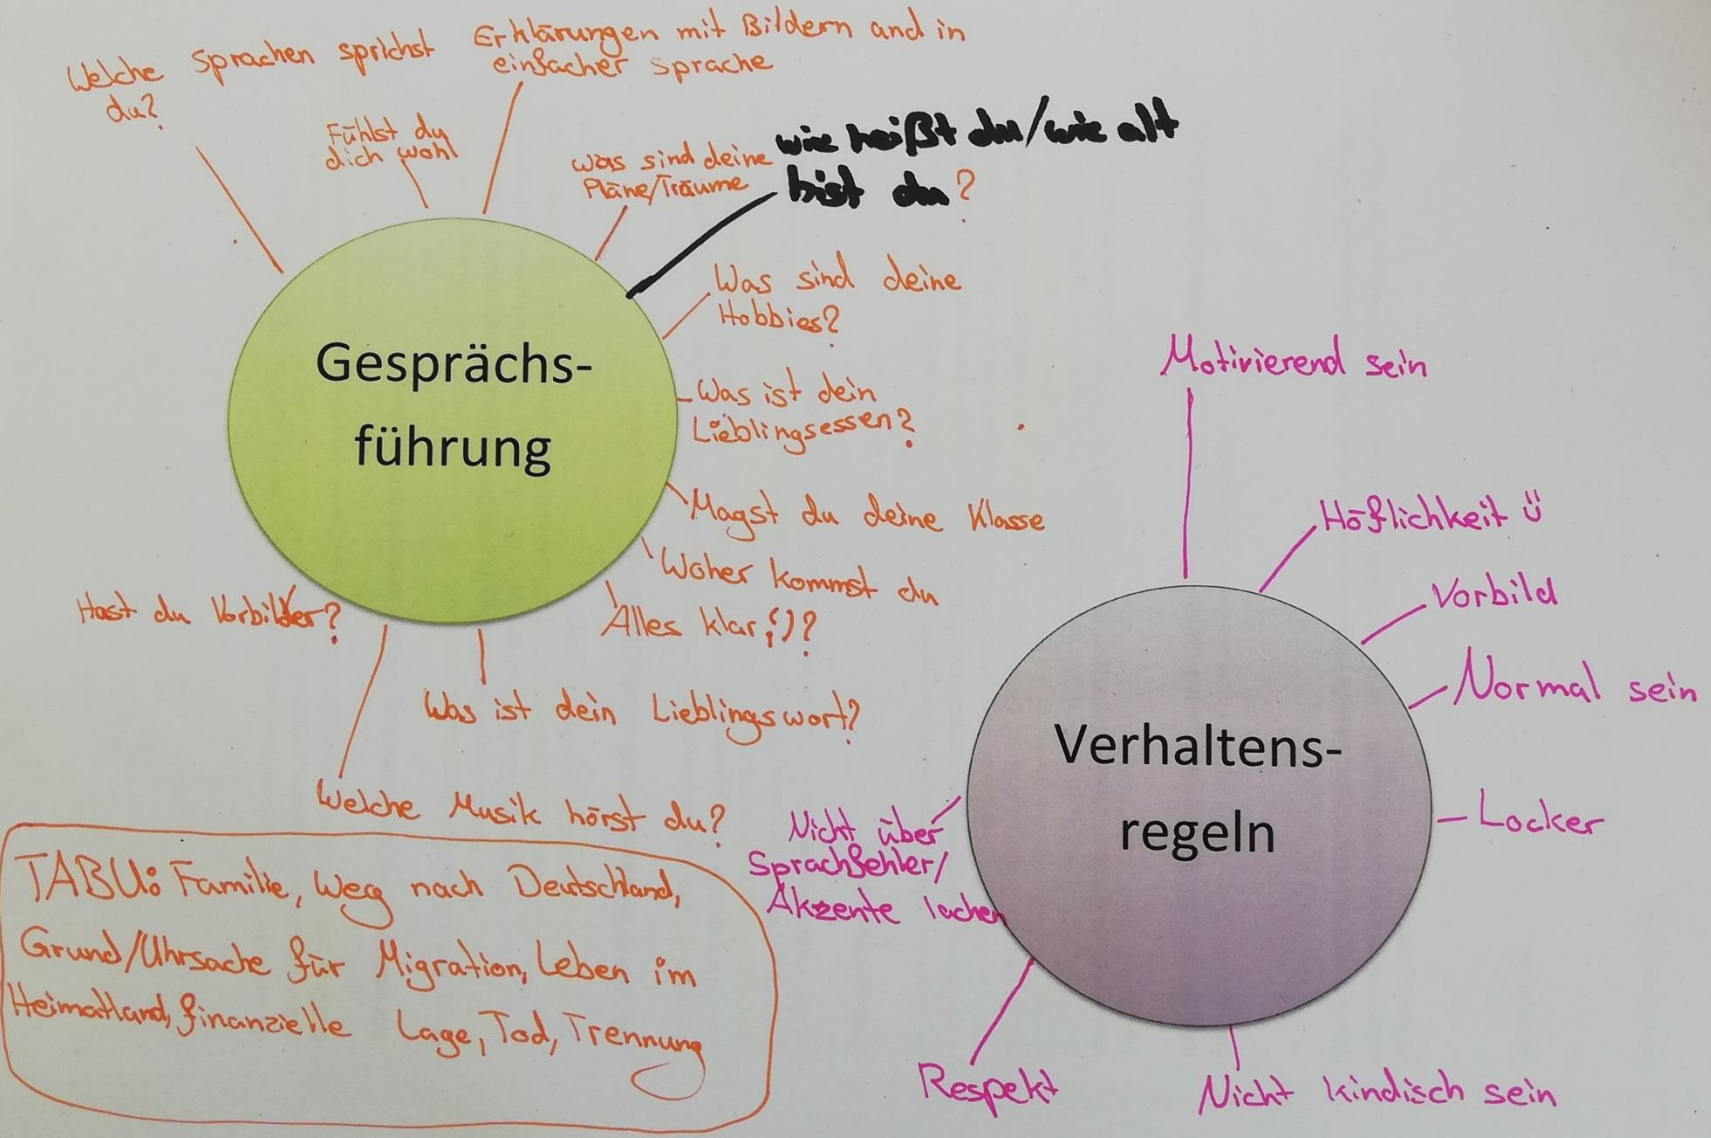 Welche Sprachen sprichst
du?
Erklärungen mit Bildern and in
einfacher Sprache
Fühlst du
dich wohl
was sind deine
Pläne/Träume
wie heißt du/wie alt
bist du?
Was sind deine
Hobbies?
Was ist dein
Lieblingsessen?
Magst du deine Klasse
Woher kommst du
Alles klar :)?
Was ist dein Lieblingswort?
Welche Musik hörst du?
Hast du Vorbilder?
Gesprächs-
führung
TABU: Familie, Weg nach Deutschland,
Grund/Uhrsache für Migration, Leben im
Heimatland, finanzielle Lage, Tod, Trennung
Motivierend sein
Höflichkeit ü
Vorbild
Normal sein
Locker
Nicht kindisch sein
Respekt
Nicht über
Sprachfehler/
Akzente lachen
Verhaltens-
regeln